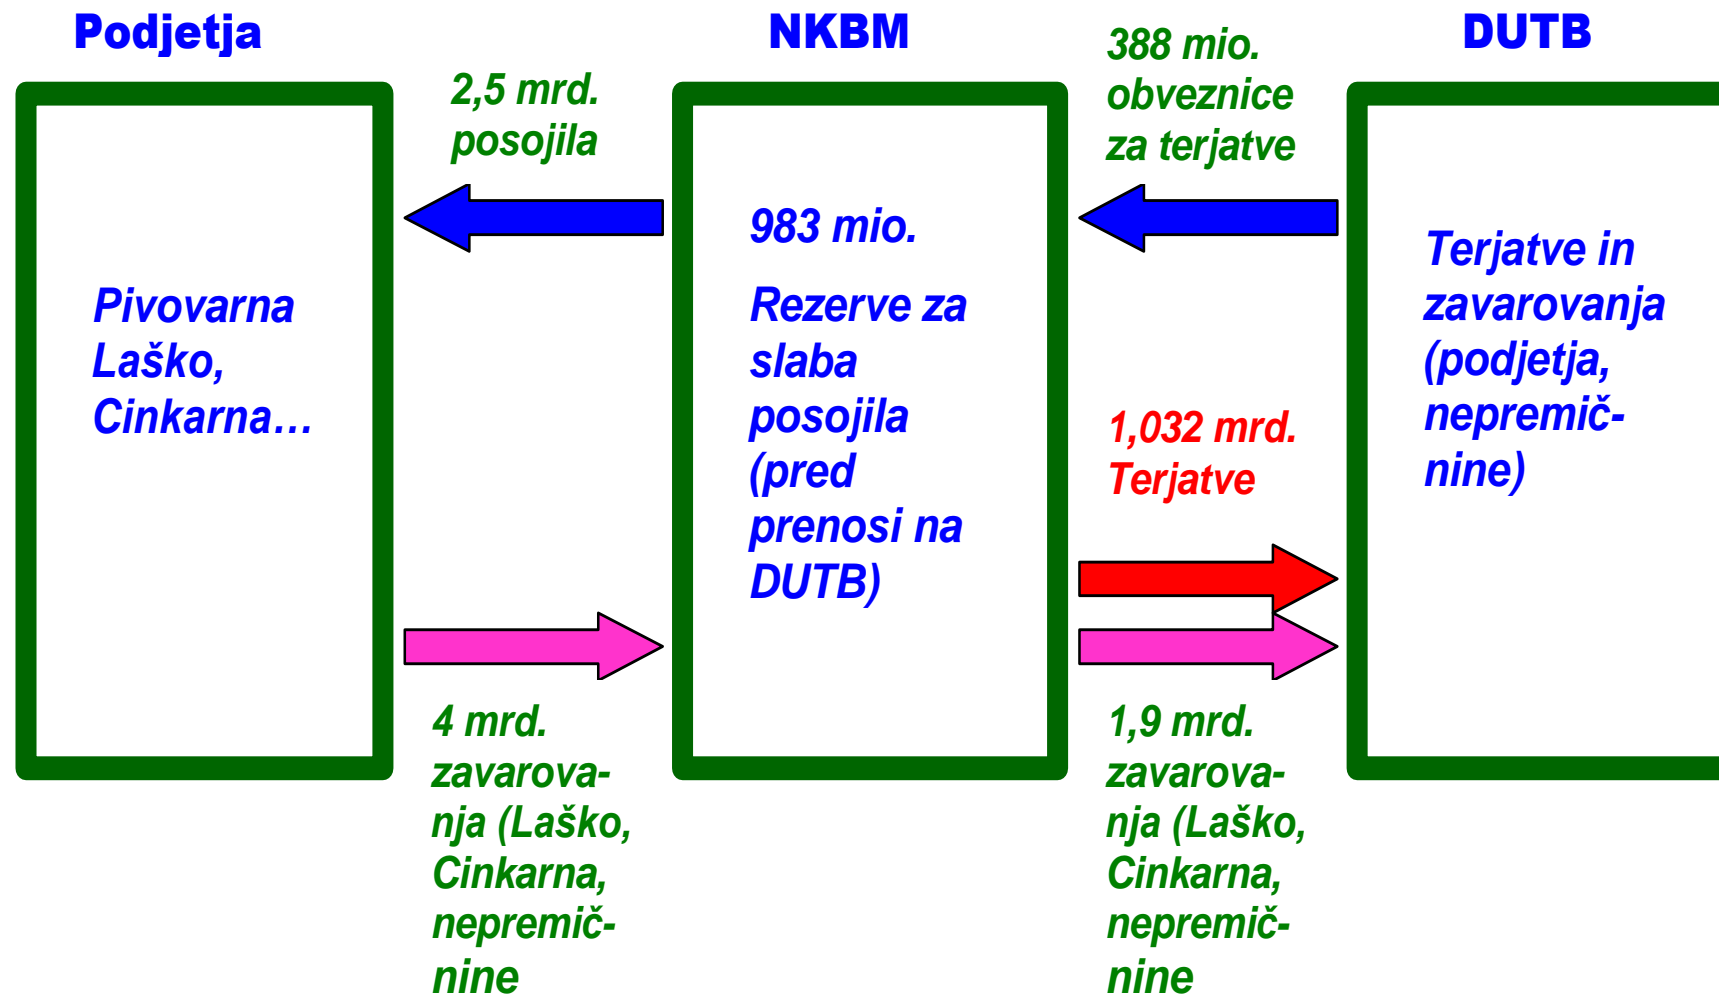 Podjetja
NKBM
DUTB
2,5 mrd.
posojila
388 mio.
obveznice
za terjatve
Pivovarna
Laško,
Cinkarna...
983 mio.
Rezerve za
slaba
posojila
(pred
prenosi na
DUTB)
1,032 mrd.
Terjatve
Terjatve in
zavarovanja
(podjetja,
nepremič-
nine)
4 mrd.
zavarova-
nja (Laško,
Cinkarna,
nepremič-
nine
1,9 mrd.
zavarova-
nja (Laško,
Cinkarna,
nepremič-
nine